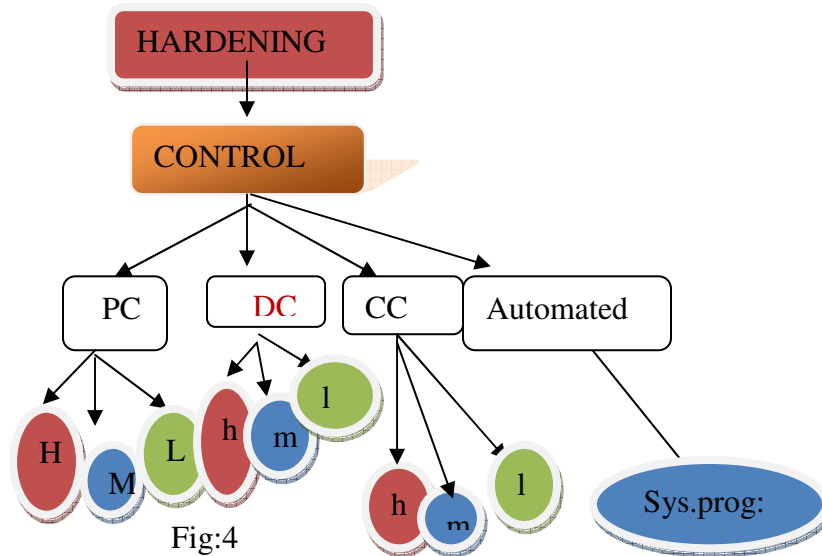 HARDENING
CONTROL
PC
DC
CC
Automated
H
M
L
h
m
l
h
m
l
Sys.prog:
Fig:4